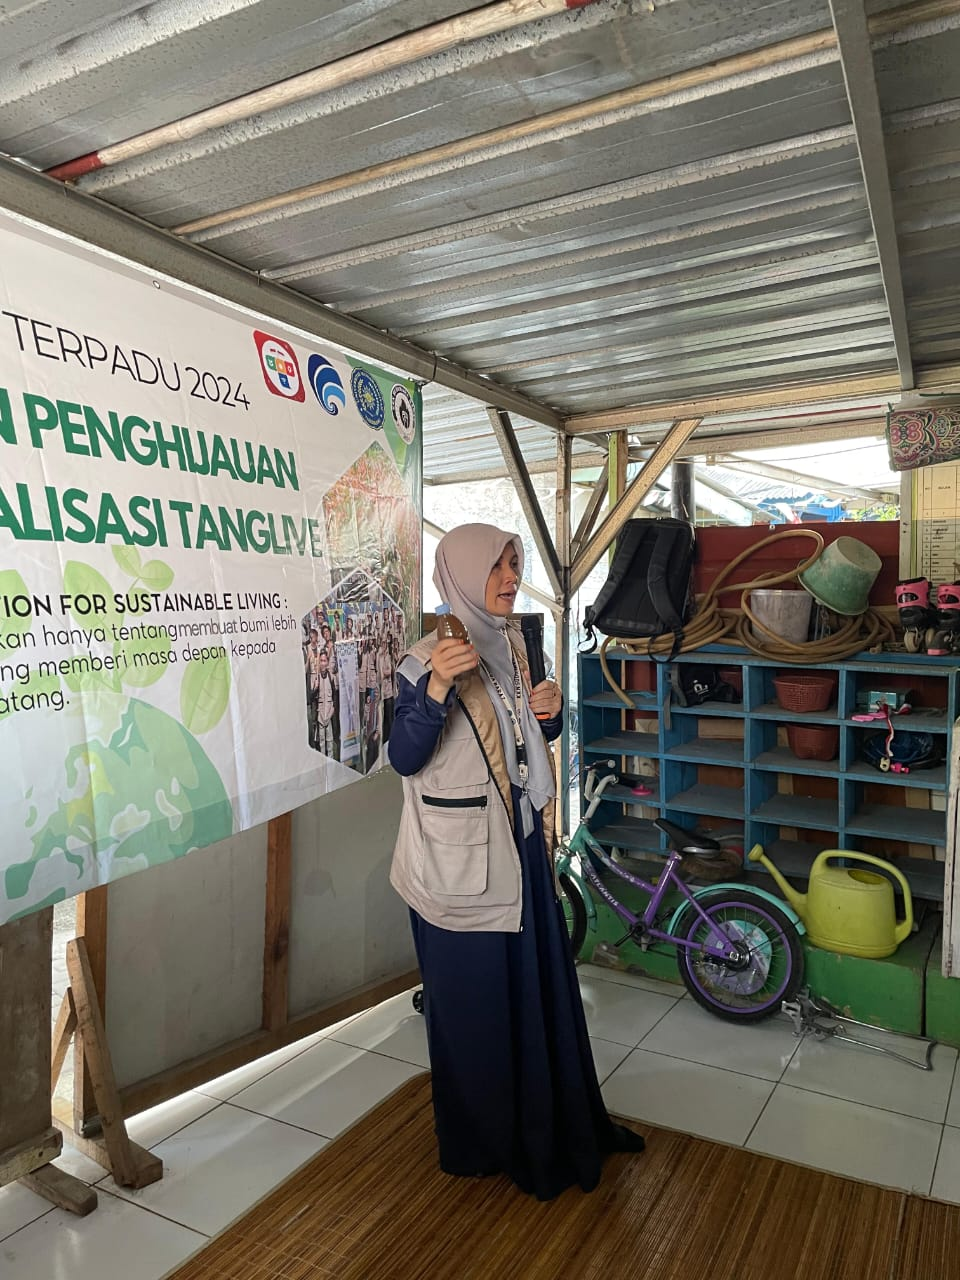 TERPADU 2024
N PENGHIJAUAN
ALISASI TANGLIVE
TION FOR SUSTAINABLE LIVING :
kan hanya tentang membuat bumi lebih
ng memberi masa depan kepada
atang.
ATLANTIS